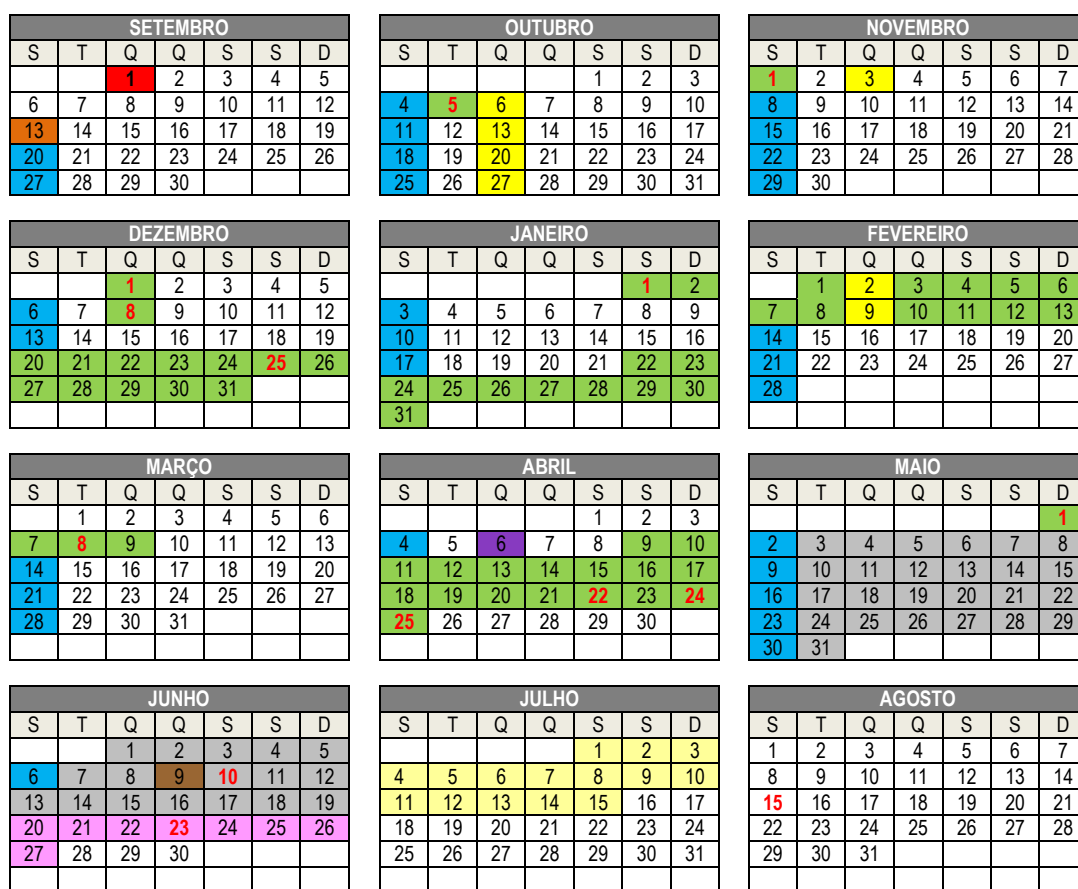 SETEMBRO OUTUBRO NOVEMBRO
S T Q Q S S D S T Q Q S S D S T Q Q S S D
1 2 3 4 5 1 2 3 1 2 3 4 5 6 7
6 7 8 9 10 11 12 4 5 6 7 8 9 10 8 9 10 11 12 13 14
13 14 15 16 17 18 19 11 12 13 14 15 16 17 15 16 17 18 19 20 21
20 21 22 23 24 25 26 18 19 20 21 22 23 24 22 23 24 25 26 27 28
27 28 29 30 25 26 27 28 29 30 31 29 30
DEZEMBRO JANEIRO FEVEREIRO
S T Q Q S S D S T Q Q S S D S T Q Q S S D
1 2 3 4 5 1 2 1 2 3 4 5 6
6 7 8 9 10 11 12 3 4 5 6 7 8 9 7 8 9 10 11 12 13
13 14 15 16 17 18 19 10 11 12 13 14 15 16 14 15 16 17 18 19 20
20 21 22 23 24 25 26 17 18 19 20 21 22 23 21 22 23 24 25 26 27
27 28 29 30 31 24 25 26 27 28 29 30 28
31
MARÇO ABRIL MAIO
S T Q Q S S D S T Q Q S S D S T Q Q S S D
1 2 3 4 5 6 1 2 3 1
7 8 9 10 11 12 13 4 5 6 7 8 9 10 2 3 4 5 6 7 8
14 15 16 17 18 19 20 11 12 13 14 15 16 17 9 10 11 12 13 14 15
21 22 23 24 25 26 27 18 19 20 21 22 23 24 16 17 18 19 20 21 22
28 29 30 31 25 26 27 28 29 30 23 24 25 26 27 28 29
30 31
JUNHO JULHO AGOSTO
S T Q Q S S D S T Q Q S S D S T Q Q S S D
1 2 3 4 5 1 2 3 1 2 3 4 5 6 7
6 7 8 9 10 11 12 4 5 6 7 8 9 10 8 9 10 11 12 13 14
13 14 15 16 17 18 19 11 12 13 14 15 16 17 15 16 17 18 19 20 21
20 21 22 23 24 25 26 18 19 20 21 22 23 24 22 23 24 25 26 27 28
27 28 29 30 25 26 27 28 29 30 31 29 30 31